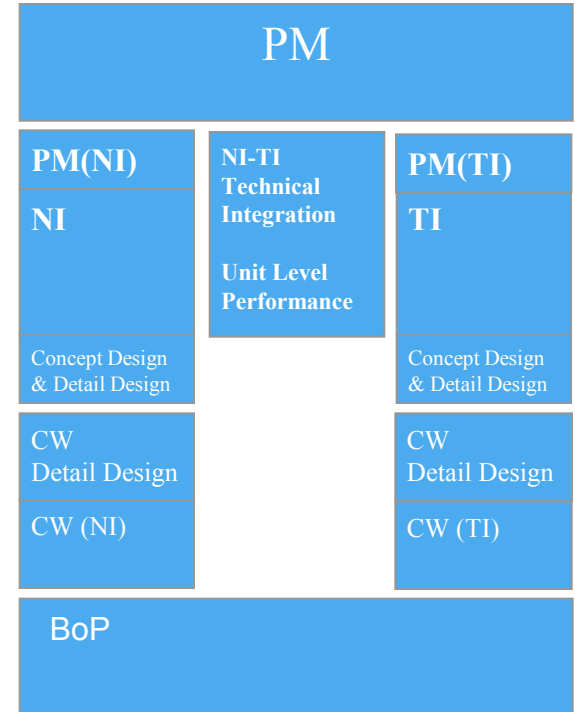 PM
PM(NI)
NI
Concept Design
& Detail Design
NI-TI
Technical
Integration
Unit Level
Performance
PM(TI)
TI
Concept Design
& Detail Design
CW
Detail Design
CW (NI)
CW
Detail Design
CW (TI)
BoP